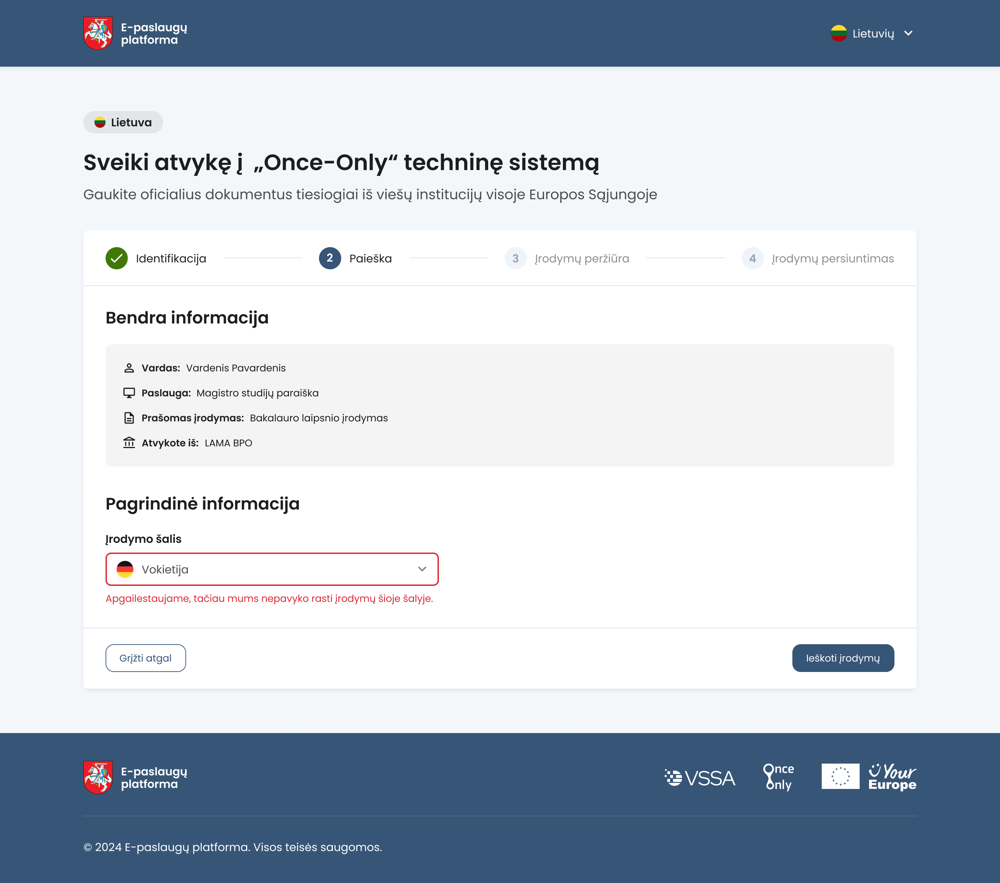 E-paslaugų
platforma
Lietuvių
Lietuva
Sveiki atvykę į „Once-Only“ techninę sistemą
Gaukite oficialius dokumentus tiesiogiai iš viešų institucijų visoje Europos Sąjungoje
Identifikacija
2 Paieška
3 Įrodymų peržiūra
4 Įrodymų persiuntimas
Bendra informacija
Vardas: Vardenis Pavardenis
Paslauga: Magistro studijų paraiška
Prašomas įrodymas: Bakalauro laipsnio įrodymas
Atvykote iš: LAMA BPO
Pagrindinė informacija
Įrodymo šalis
Vokietija
Apgailestaujame, tačiau mums nepavyko rasti įrodymų šioje šalyje.
Grįžti atgal
Ieškoti įrodymų
E-paslaugų
platforma
VSSA
Once
Only
Your
Europe
© 2024 E-paslaugų platforma. Visos teisės saugomos.